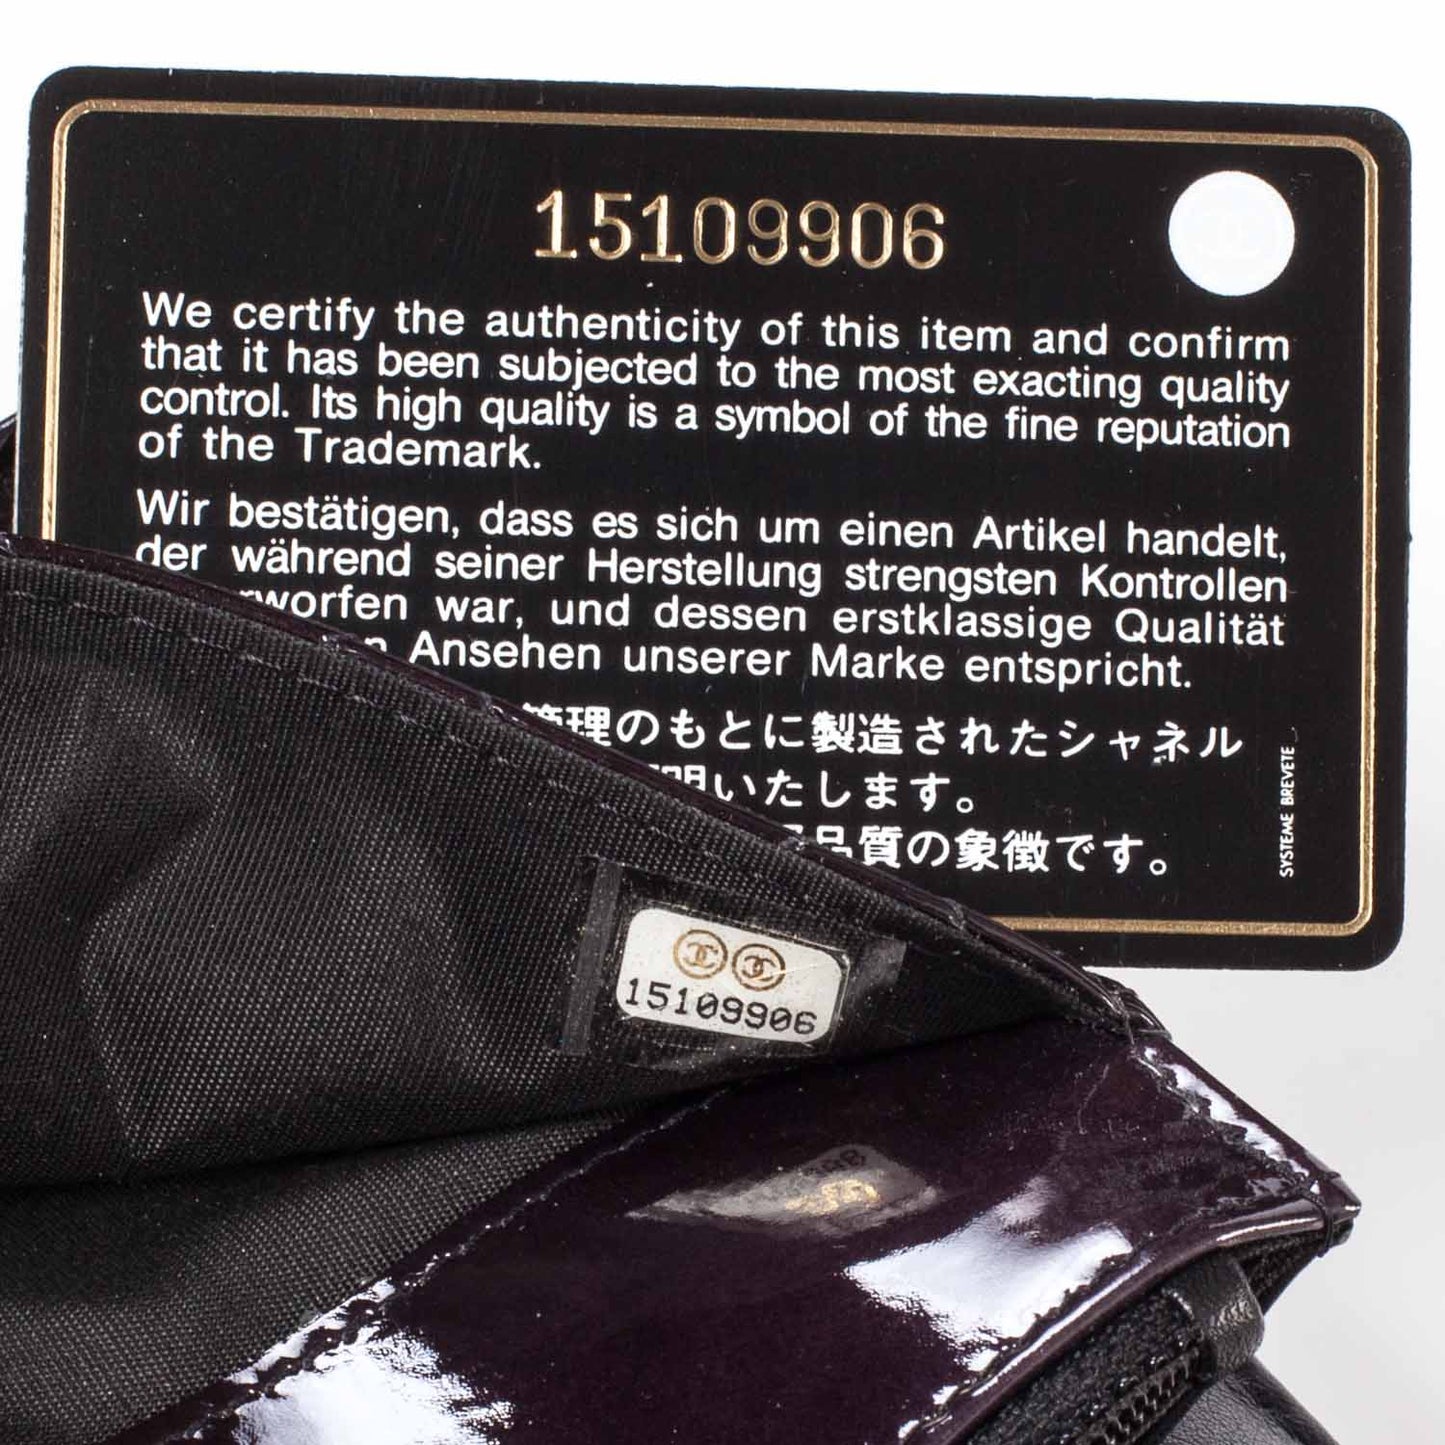 15109906
We certify the authenticity of this item and confirm
that it has been subjected to the most exacting quality
control. Its high quality is a symbol of the fine reputation
of the Trademark.
Wir bestätigen, dass es sich um einen Artikel handelt,
der während seiner Herstellung strengsten Kontrollen
rworfen war, und dessen erstklassige Qualität
n Ansehen unserer Marke entspricht.
管理のもとに製造されたシャネル
明いたします。
品質の象徴です。
SYSTEME BREVETE
15109906